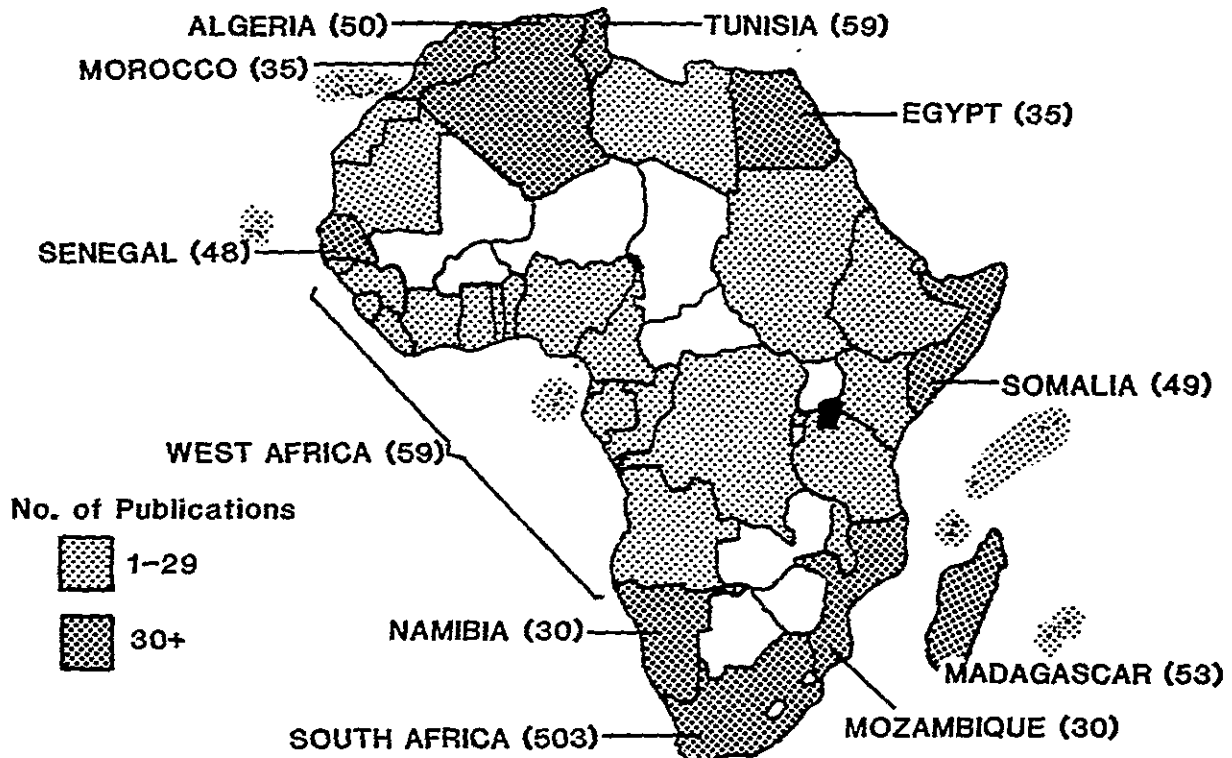 ALGERIA (50)
TUNISIA (59)
MOROCCO (35)
EGYPT (35)
SENEGAL (48)
SOMALIA (49)
WEST AFRICA (59)
No. of Publications
1-29
30+
NAMIBIA (30)
MADAGASCAR (53)
MOZAMBIQUE (30)
SOUTH AFRICA (503)